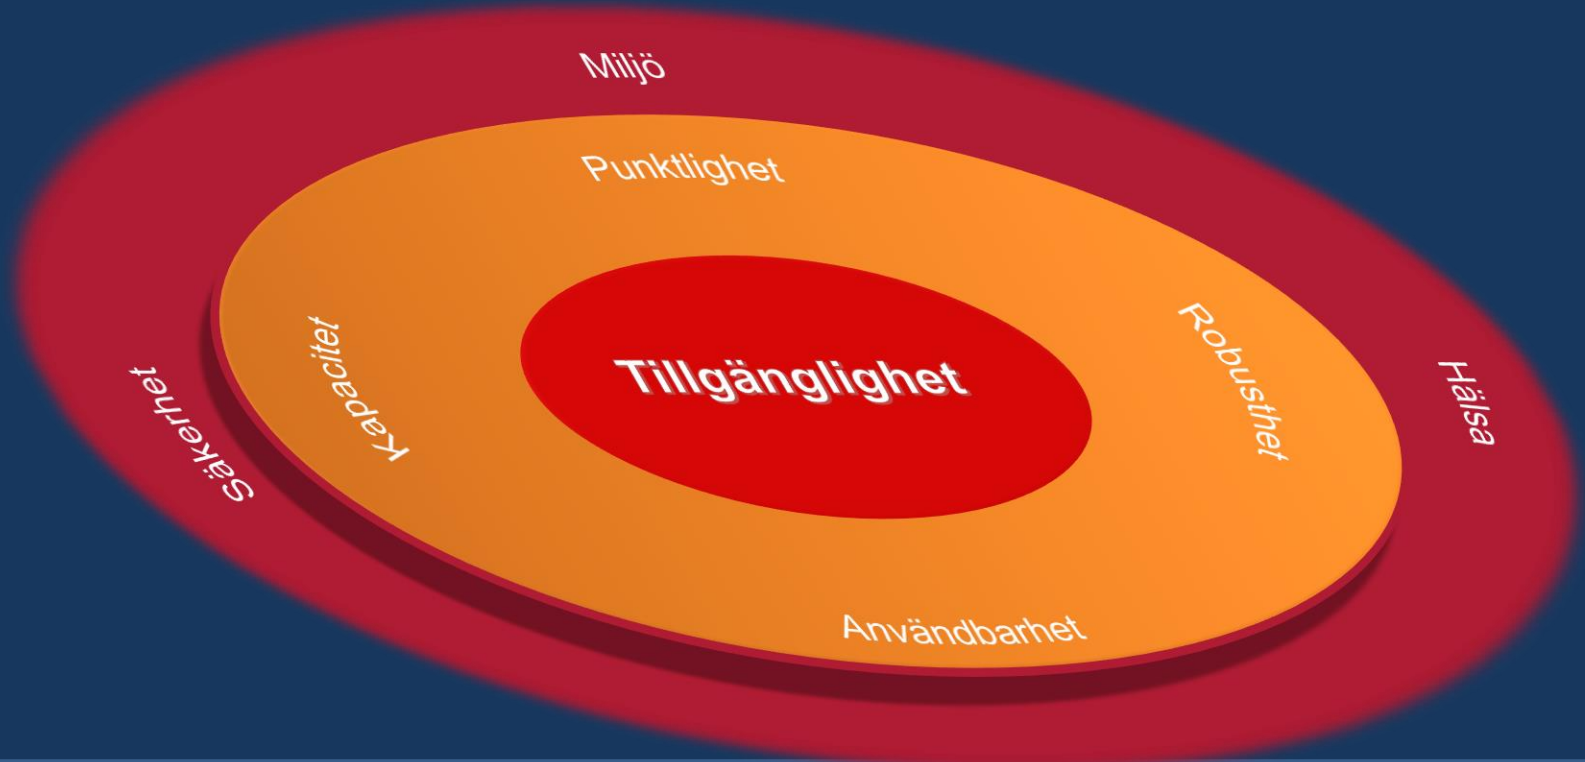 Miljö
Punktlighet
Kapacitet
Tillgänglighet
Robusthet
Hälsa
Säkerhet
Användbarhet